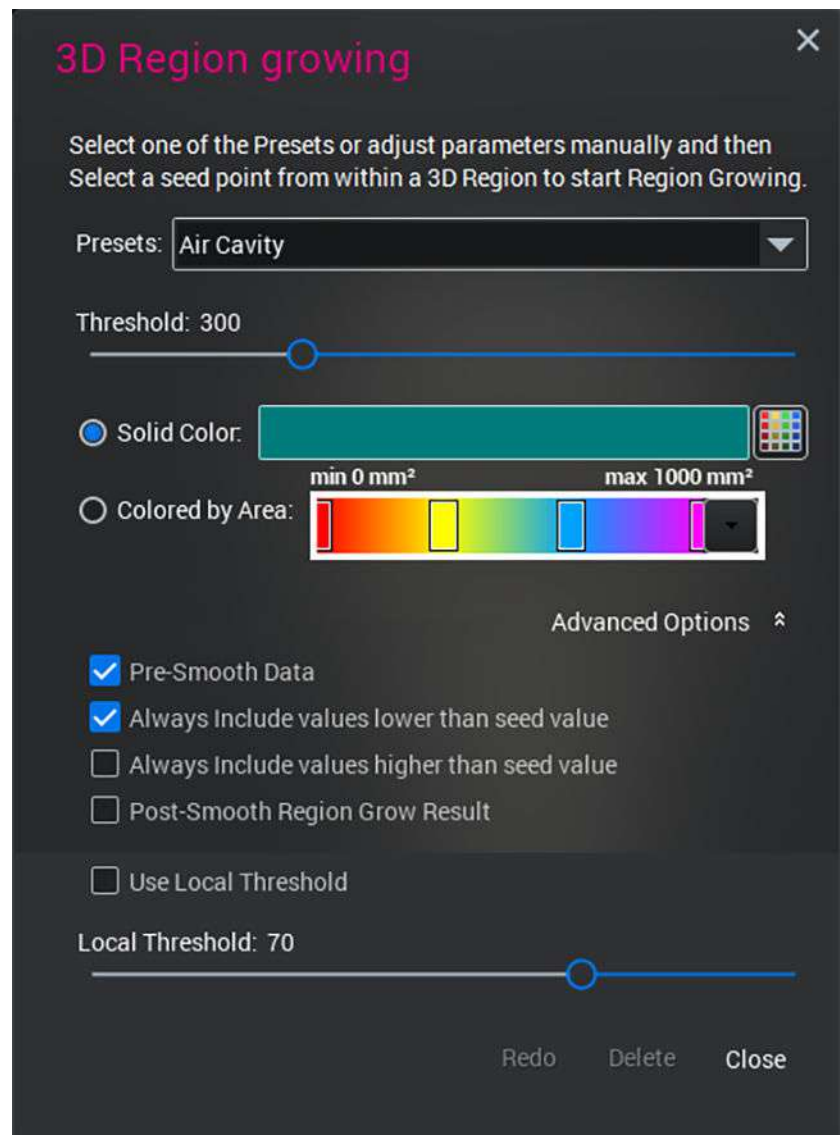 3D Region growing
Select one of the Presets or adjust parameters manually and then
Select a seed point from within a 3D Region to start Region Growing.
Presets: Air Cavity
Threshold: 300
Solid Color:
min 0 mm² max 1000 mm²
Colored by Area:
Advanced Options
Pre-Smooth Data
Always Include values lower than seed value
Always Include values higher than seed value
Post-Smooth Region Grow Result
Use Local Threshold
Local Threshold: 70
Redo Delete Close